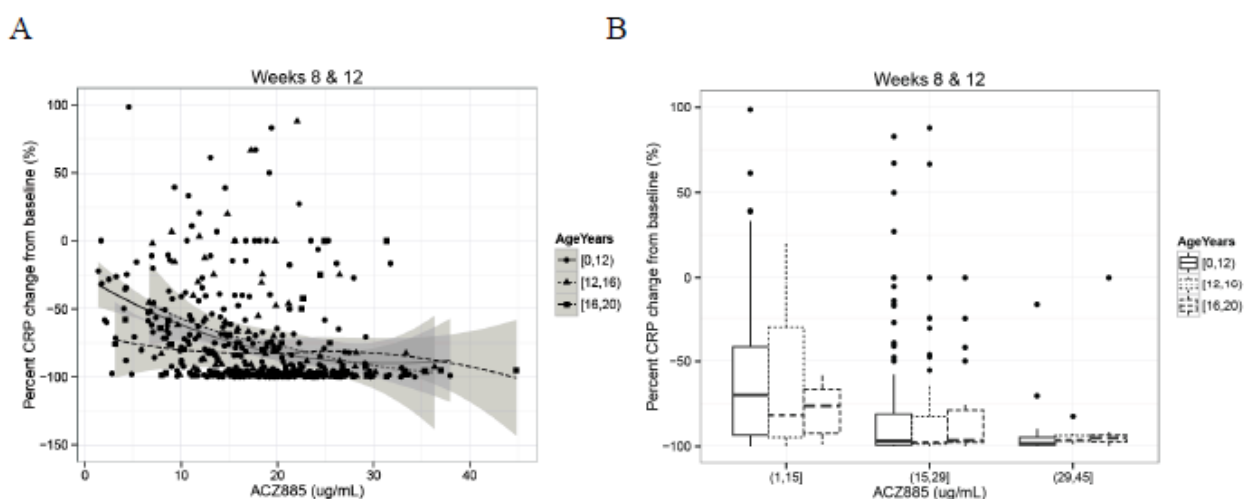 A
B
Weeks 8 & 12
Percent CRP change from baseline (%)
100
50
0
−50
−100
−150
0
10
20
30
40
ACZ885 (ug/mL)
AgeYears
[0,12)
[12,16)
[16,20)
Weeks 8 & 12
Percent CRP change from baseline (%)
100
50
0
−50
−100
(1,15]
(15,29]
(29,45]
ACZ885 (ug/mL)
AgeYears
[0,12)
[12,16)
[16,20)